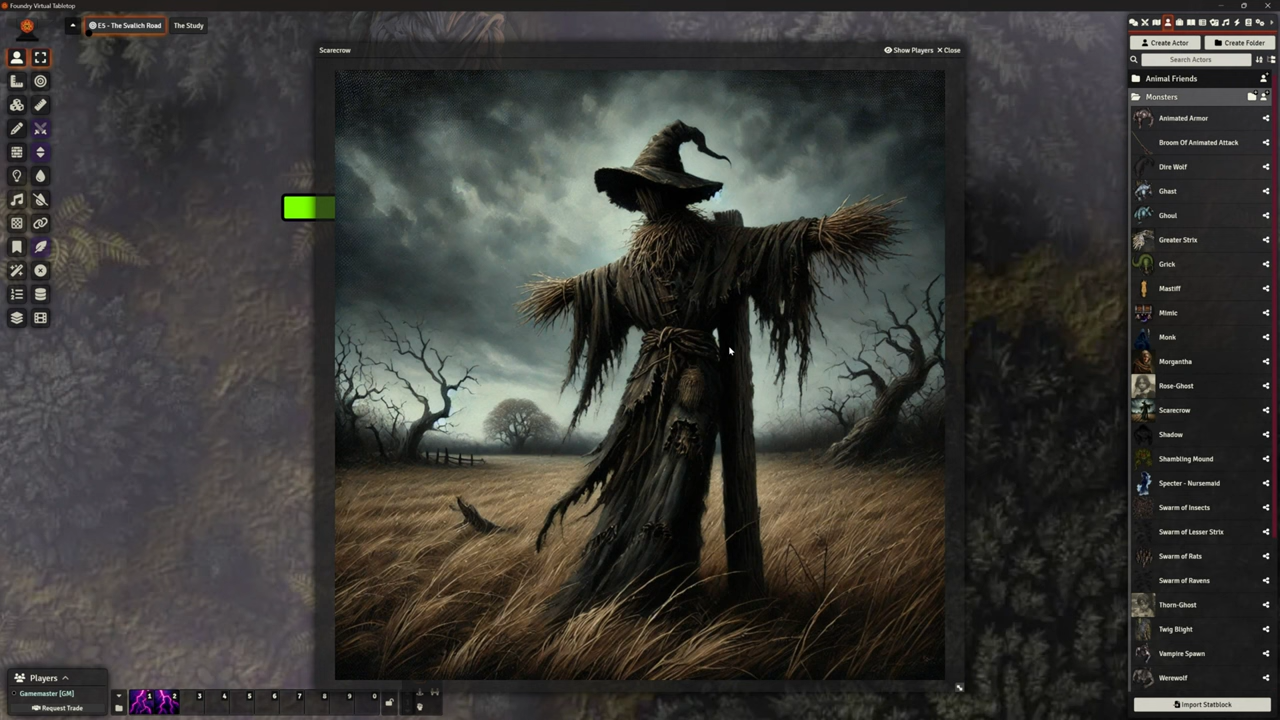 Foundry Virtual Tabletop
ES - The Svalich Road
The Study
Scarecrow
Show Players
Close
Create Actor
Create Folder
Search Actors
Animal Friends
Monsters
Animated Armor
Broom Of Animated Attack
Dire Wolf
Ghast
Ghoul
Greater Strix
Grick
Mastiff
Mimic
Monk
Morgantha
Rose-Ghost
Scarecrow
Shadow
Shambling Mound
Specter - Nursemaid
Swarm of Insects
Swarm of Lesser Strix
Swarm of Rats
Swarm of Ravens
Thorn-Ghost
Twig Blight
Vampire Spawn
Werewolf
Import Statblock
Players
Gamemaster [GM]
Request Trade
1 2 3 4 5 6 7 8 9 0